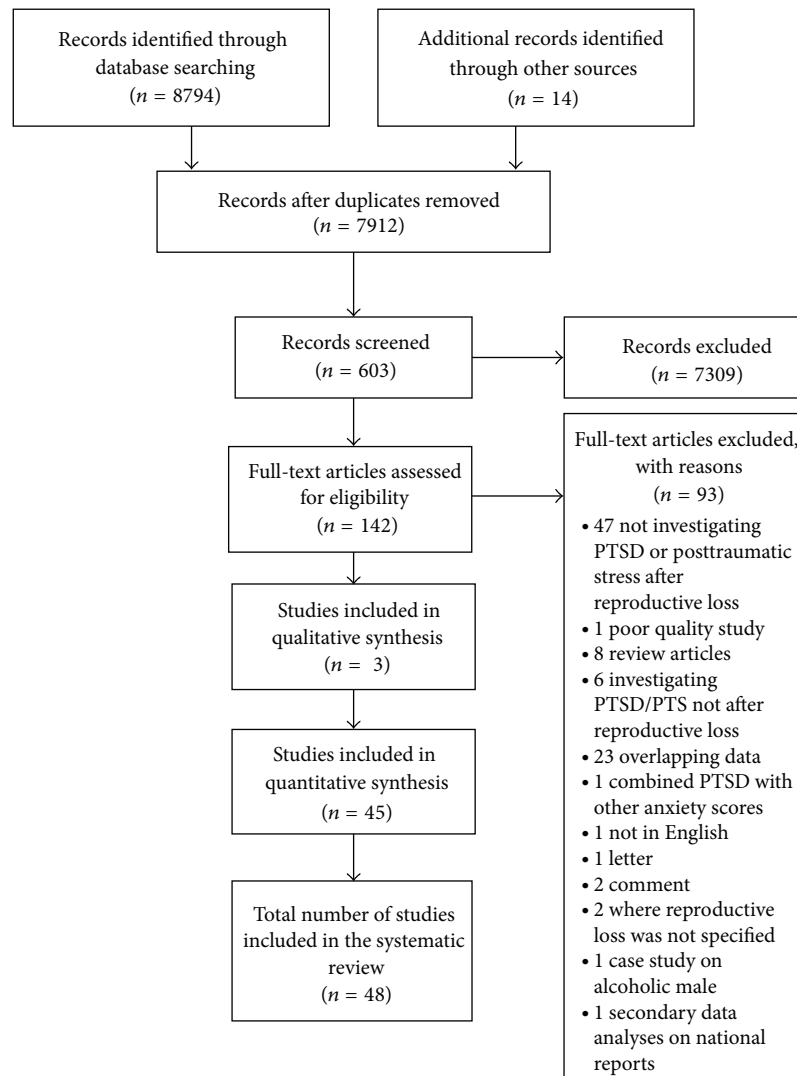 Records identified through
database searching
(n = 8794)
Additional records identified
through other sources
(n = 14)
Records after duplicates removed
(n = 7912)
Records screened
(n = 603)
Records excluded
(n = 7309)
Full-text articles assessed
for eligibility
(n = 142)
Full-text articles excluded,
with reasons
(n = 93)
• 47 not investigating
PTSD or posttraumatic
stress after
reproductive loss
• 1 poor quality study
• 8 review articles
• 6 investigating
PTSD/PTS not after
reproductive loss
• 23 overlapping data
• 1 combined PTSD with
other anxiety scores
• 1 not in English
• 1 letter
• 2 comment
• 2 where reproductive
loss was not specified
• 1 case study on
alcoholic male
• 1 secondary data
analyses on national
reports
Studies included in
qualitative synthesis
(n = 3)
Studies included in
quantitative synthesis
(n = 45)
Total number of studies
included in the systematic
review
(n = 48)